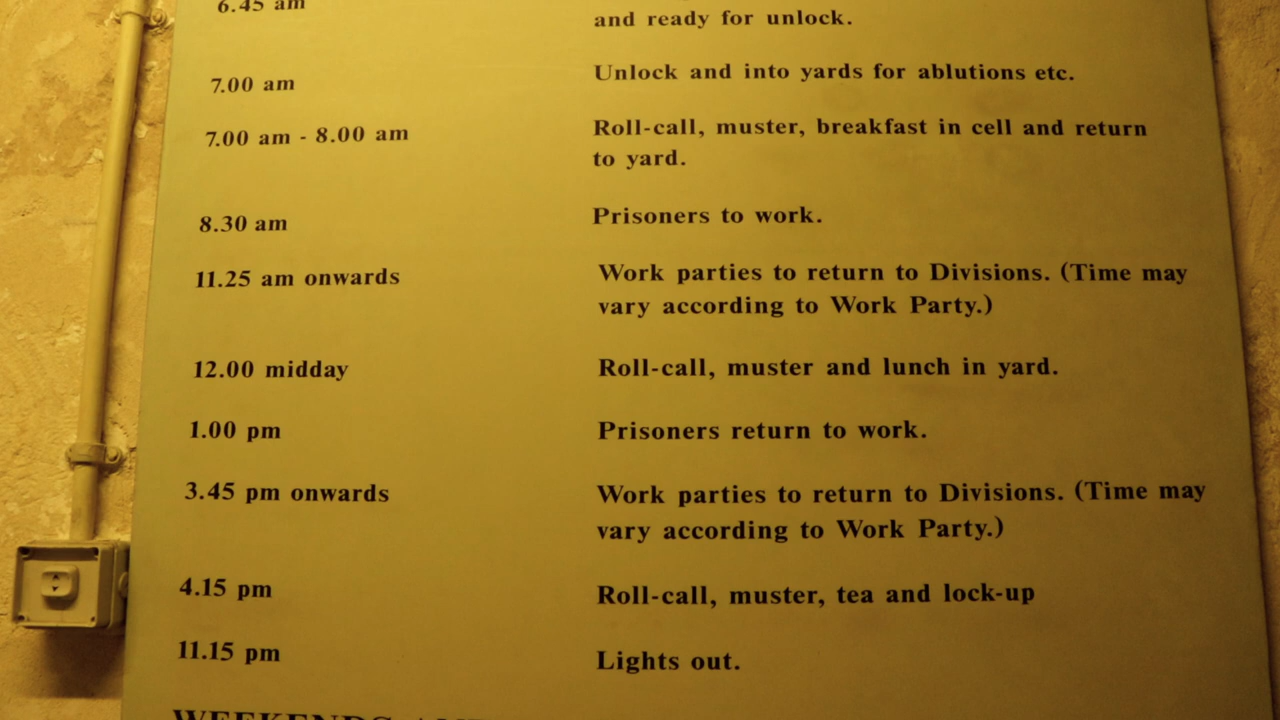 6.45 am
and ready for unlock.
7.00 am Unlock and into yards for ablutions etc.
7.00 am - 8.00 am Roll-call, muster, breakfast in cell and return
to yard.
8.30 am Prisoners to work.
11.25 am onwards Work parties to return to Divisions. (Time may
vary according to Work Party.)
12.00 midday Roll-call, muster and lunch in yard.
1.00 pm Prisoners return to work.
3.45 pm onwards Work parties to return to Divisions. (Time may
vary according to Work Party.)
4.15 pm Roll-call, muster, tea and lock-up
11.15 pm Lights out.
WEEKENDS